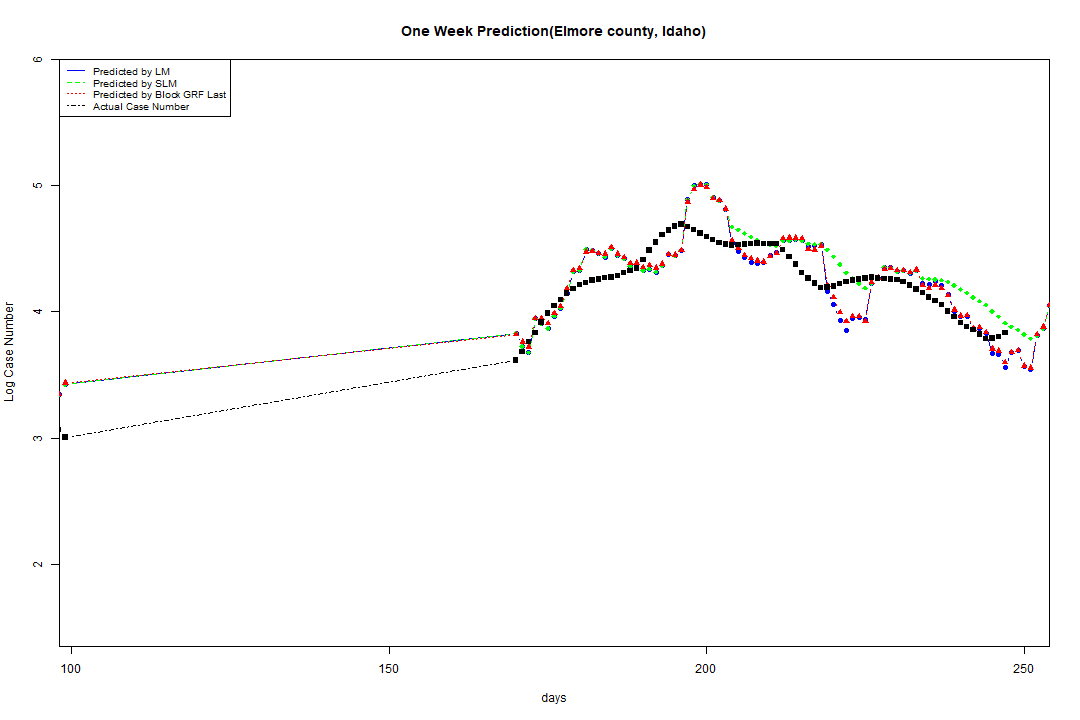 One Week Prediction(Elmore county, Idaho)
Predicted by LM
Predicted by SLM
Predicted by Block GRF Last
Actual Case Number
6
5
4
3
2
Log Case Number
100 150 200 250
days